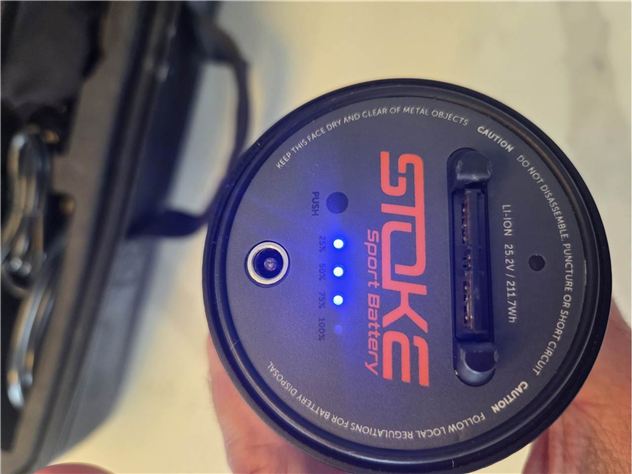 KEEP THIS FACE DRY AND CLEAR OF METAL OBJECTS
CAUTION DO NOT DISASSEMBLE, PUNCTURE OR SHORT CIRCUIT
CAUTION FOLLOW LOCAL REGULATIONS FOR BATTERY DISPOSAL
LI-ION 25.2V / 211.7Wh
STOKE
Sport Battery
PUSH
25% 50% 75% 100%